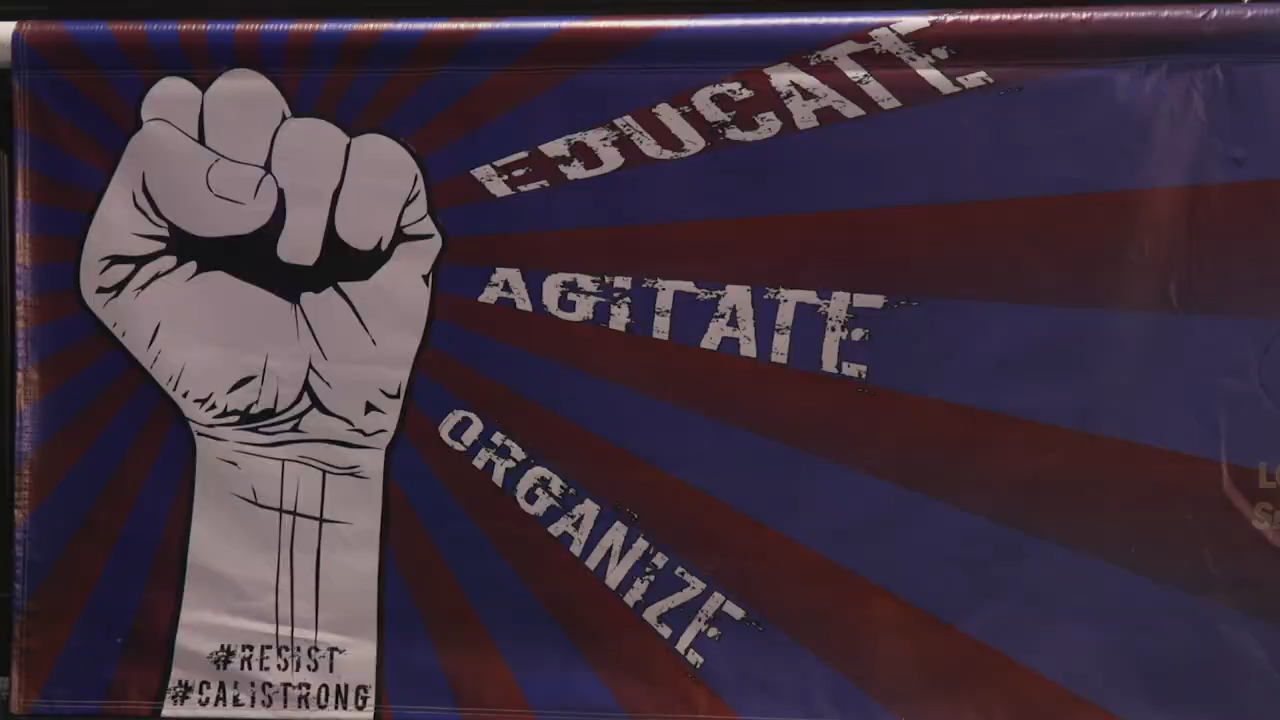 EDUCATE
AGITATE
ORGANIZE
#RESIST
#CALISTRONG